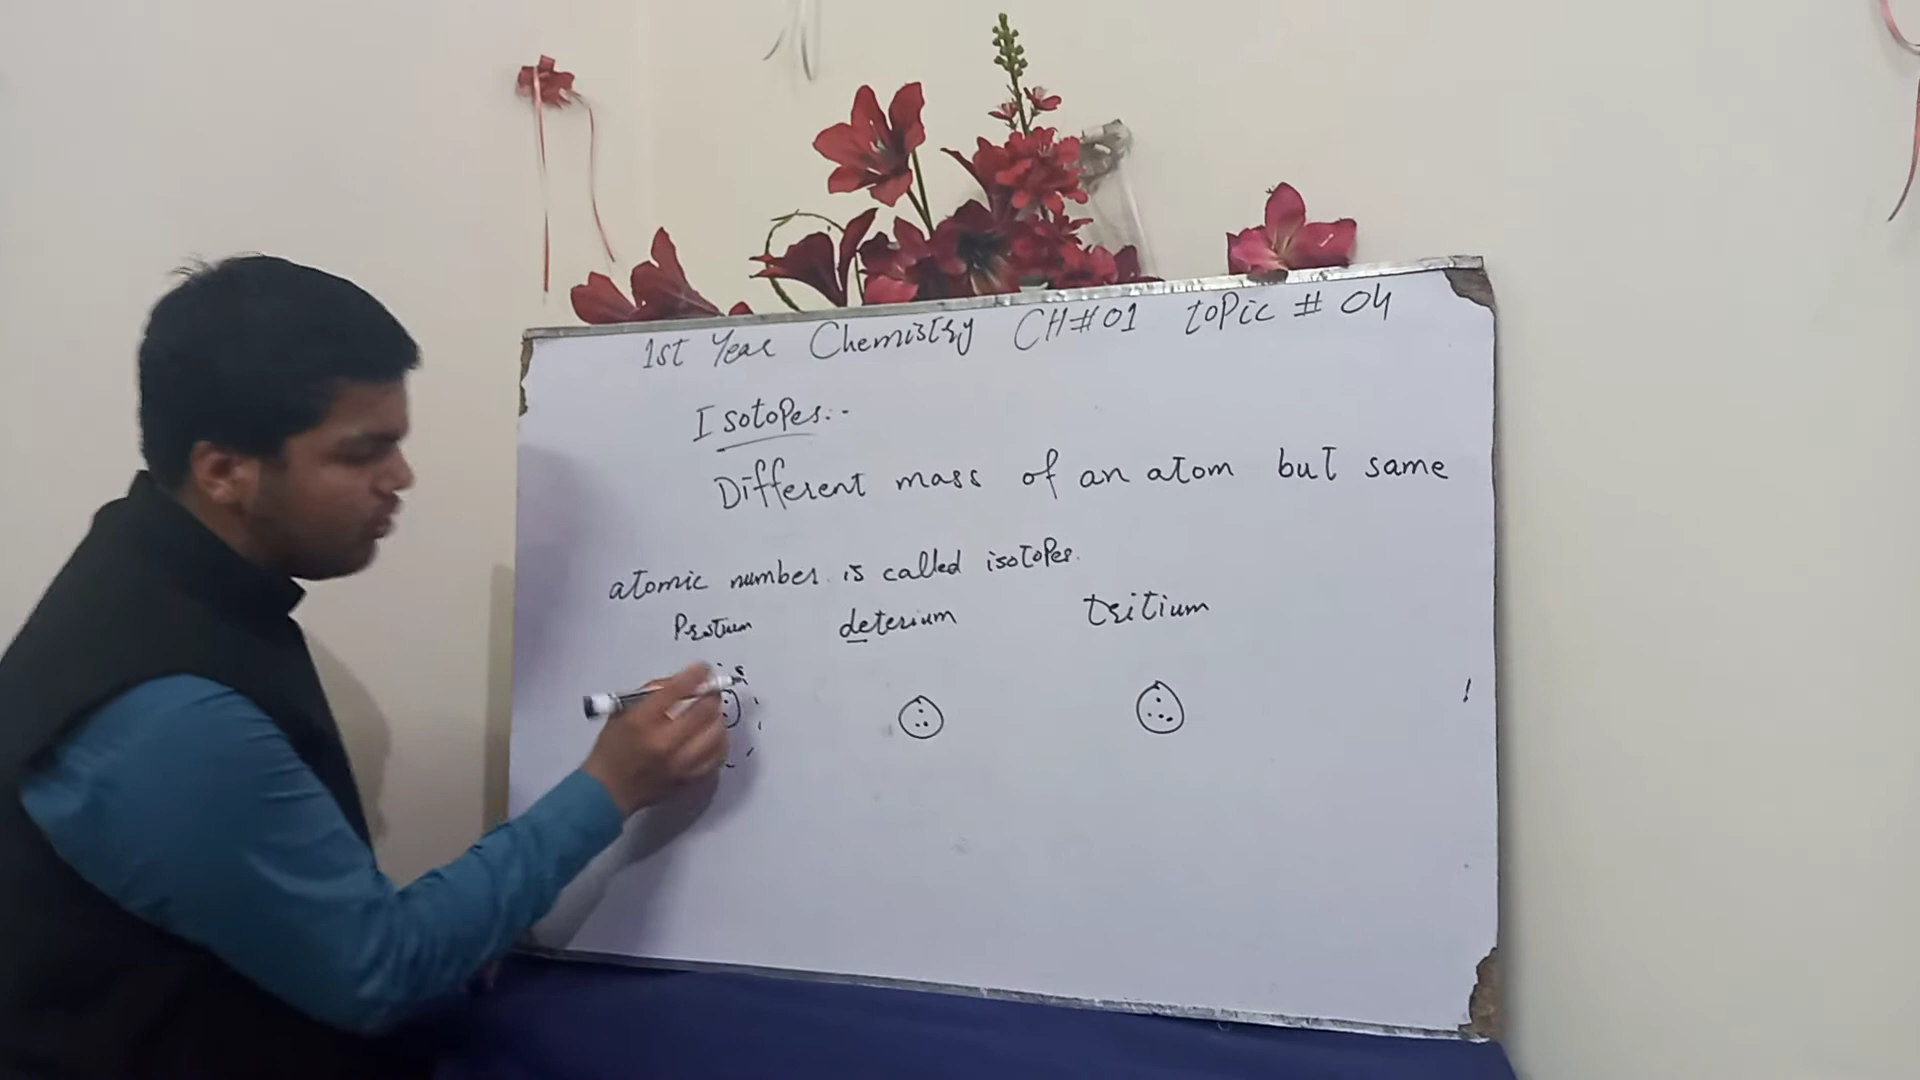 1st Year Chemistry CH#01 topic # 04
Isotopes:-
Different mass of an atom but same
atomic number is called isotopes.
Protium deterium tritium